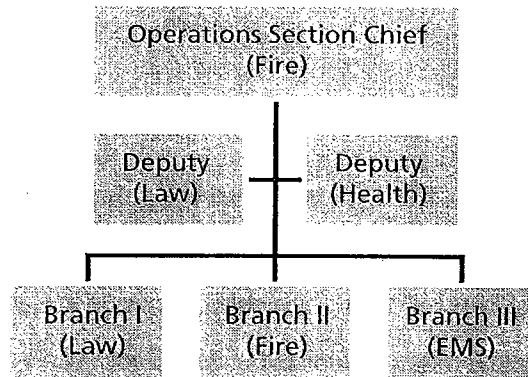 Operations Section Chief
(Fire)
Deputy
(Law)
Deputy
(Health)
Branch I
(Law)
Branch II
(Fire)
Branch III
(EMS)